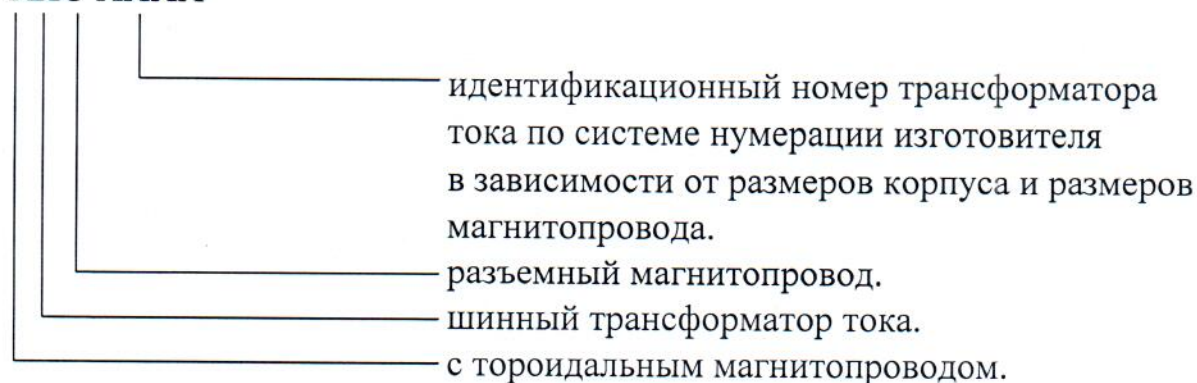 идентификационный номер трансформатора
тока по системе нумерации изготовителя
в зависимости от размеров корпуса и размеров
магнитопровода.
разъемный магнитопровод.
шинный трансформатор тока.
с тороидальным магнитопроводом.